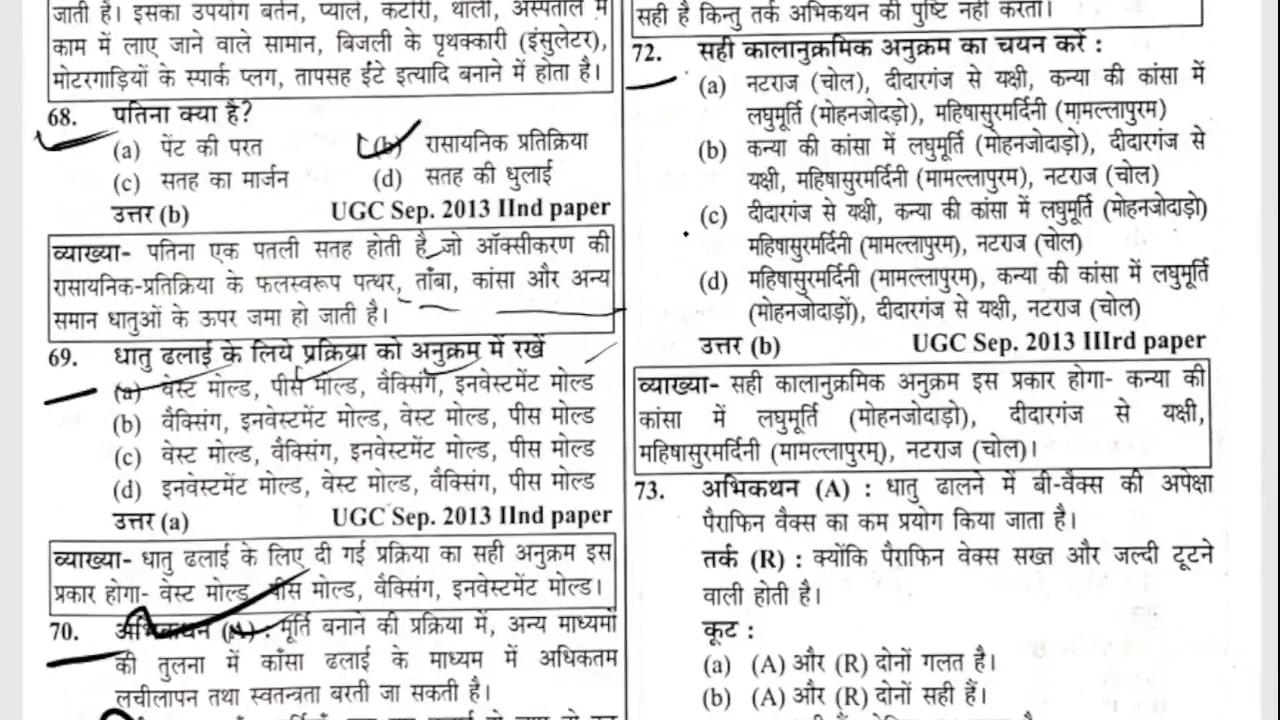 जाती है। इसका उपयोग बर्तन, प्याले, कटोरी, थाली, अस्पताल में
काम में लाए जाने वाले सामान, बिजली के पृथक्कारी (इंसुलेटर),
मोटरगाड़ियों के स्पार्क प्लग, तापसह ईंटे इत्यादि बनाने में होता है।
68. पतिना क्या है?
(a) पेंट की परत (b) रासायनिक प्रतिक्रिया
(c) सतह का मार्जन (d) सतह की धुलाई
उत्तर (b) UGC Sep. 2013 IInd paper
व्याख्या- पतिना एक पतली सतह होती है जो ऑक्सीकरण की
रासायनिक-प्रतिक्रिया के फलस्वरूप पत्थर, ताँबा, कांसा और अन्य
समान धातुओं के ऊपर जमा हो जाती है।
69. धातु ढलाई के लिये प्रक्रिया को अनुक्रम में रखें
(a) वेस्ट मोल्ड, पीस मोल्ड, वैक्सिंग, इनवेस्टमेंट मोल्ड
(b) वैक्सिंग, इनवेस्टमेंट मोल्ड, वेस्ट मोल्ड, पीस मोल्ड
(c) वेस्ट मोल्ड, वैक्सिंग, इनवेस्टमेंट मोल्ड, पीस मोल्ड
(d) इनवेस्टमेंट मोल्ड, वेस्ट मोल्ड, वैक्सिंग, पीस मोल्ड
उत्तर (a) UGC Sep. 2013 IInd paper
व्याख्या- धातु ढलाई के लिए दी गई प्रक्रिया का सही अनुक्रम इस
प्रकार होगा- वेस्ट मोल्ड, पीस मोल्ड, वैक्सिंग, इनवेस्टमेंट मोल्ड।
70. अभिकथन (A) : मूर्ति बनाने की प्रक्रिया में, अन्य माध्यमों
की तुलना में काँसा ढलाई के माध्यम में अधिकतम
लचीलापन तथा स्वतन्त्रता बरती जा सकती है।
सही है किन्तु तर्क अभिकथन की पुष्टि नहीं करता।
72. सही कालानुक्रमिक अनुक्रम का चयन करें :
(a) नटराज (चोल), दीदारगंज से यक्षी, कन्या की कांसा में
लघुमूर्ति (मोहनजोदड़ो), महिषासुरमर्दिनी (मामल्लापुरम)
(b) कन्या की कांसा में लघुमूर्ति (मोहनजोदाड़ो), दीदारगंज से
यक्षी, महिषासुरमर्दिनी (मामल्लापुरम), नटराज (चोल)
(c) दीदारगंज से यक्षी, कन्या की कांसा में लघुमूर्ति (मोहनजोदाड़ो)
महिषासुरमर्दिनी (मामल्लापुरम), नटराज (चोल)
(d) महिषासुरमर्दिनी (मामल्लापुरम), कन्या की कांसा में लघुमूर्ति
(मोहनजोदाड़ों), दीदारगंज से यक्षी, नटराज (चोल)
उत्तर (b) UGC Sep. 2013 IIIrd paper
व्याख्या- सही कालानुक्रमिक अनुक्रम इस प्रकार होगा- कन्या की
कांसा में लघुमूर्ति (मोहनजोदाड़ो), दीदारगंज से यक्षी,
महिषासुरमर्दिनी (मामल्लापुरम्), नटराज (चोल)।
73. अभिकथन (A) : धातु ढालने में बी-वैक्स की अपेक्षा
पैराफिन वैक्स का कम प्रयोग किया जाता है।
तर्क (R) : क्योंकि पैराफिन वेक्स सख्त और जल्दी टूटने
वाली होती है।
कूट :
(a) (A) और (R) दोनों गलत है।
(b) (A) और (R) दोनों सही हैं।